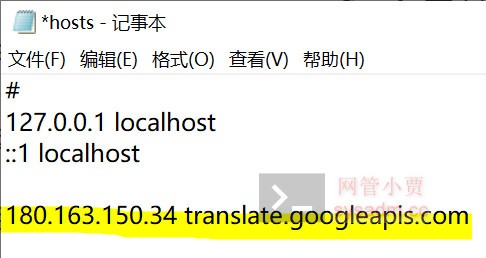 *hosts - 记事本
文件(F) 编辑(E) 格式(O) 查看(V) 帮助(H)
#
127.0.0.1 localhost
::1 localhost
网管小贾
sysadm.cc
180.163.150.34 translate.googleapis.com